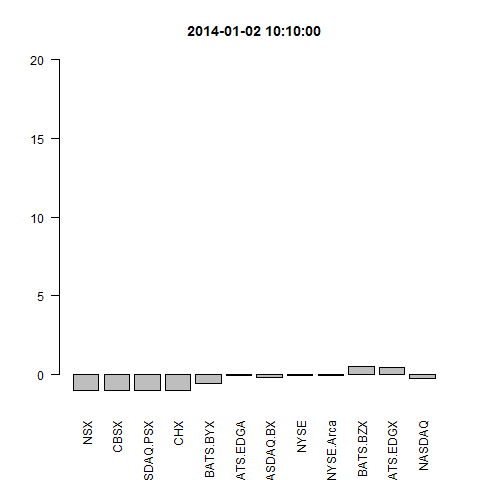 2014-01-02 10:10:00
20
15
10
5
0
NSX
CBSX
SDAQ.PSX
CHX
BATS.BYX
ATS.EDGA
ASDAQ.BX
NYSE
NYSE.Arca
BATS.BZX
ATS.EDGX
NASDAQ